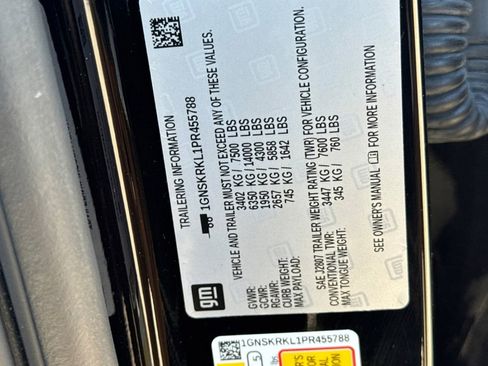 TRAILERING INFORMATION
1GNSKRKL1PR455788
VEHICLE AND TRAILER MUST NOT EXCEED ANY OF THESE VALUES.
GVWR: 3402 KG / 7500 LBS
GCWR: 6350 KG / 14000 LBS
RGAWR: 1950 KG / 4300 LBS
CURB WEIGHT: 2657 KG / 5858 LBS
MAX PAYLOAD: 745 KG / 1642 LBS
SAE J2807 TRAILER WEIGHT RATING (TWR) FOR VEHICLE CONFIGURATION.
CONVENTIONAL TWR: 3447 KG / 7600 LBS
MAX TONGUE WEIGHT: 345 KG / 760 LBS
SEE OWNER'S MANUAL FOR MORE INFORMATION
gm
1GNSKRKL1PR455788
5
lbs